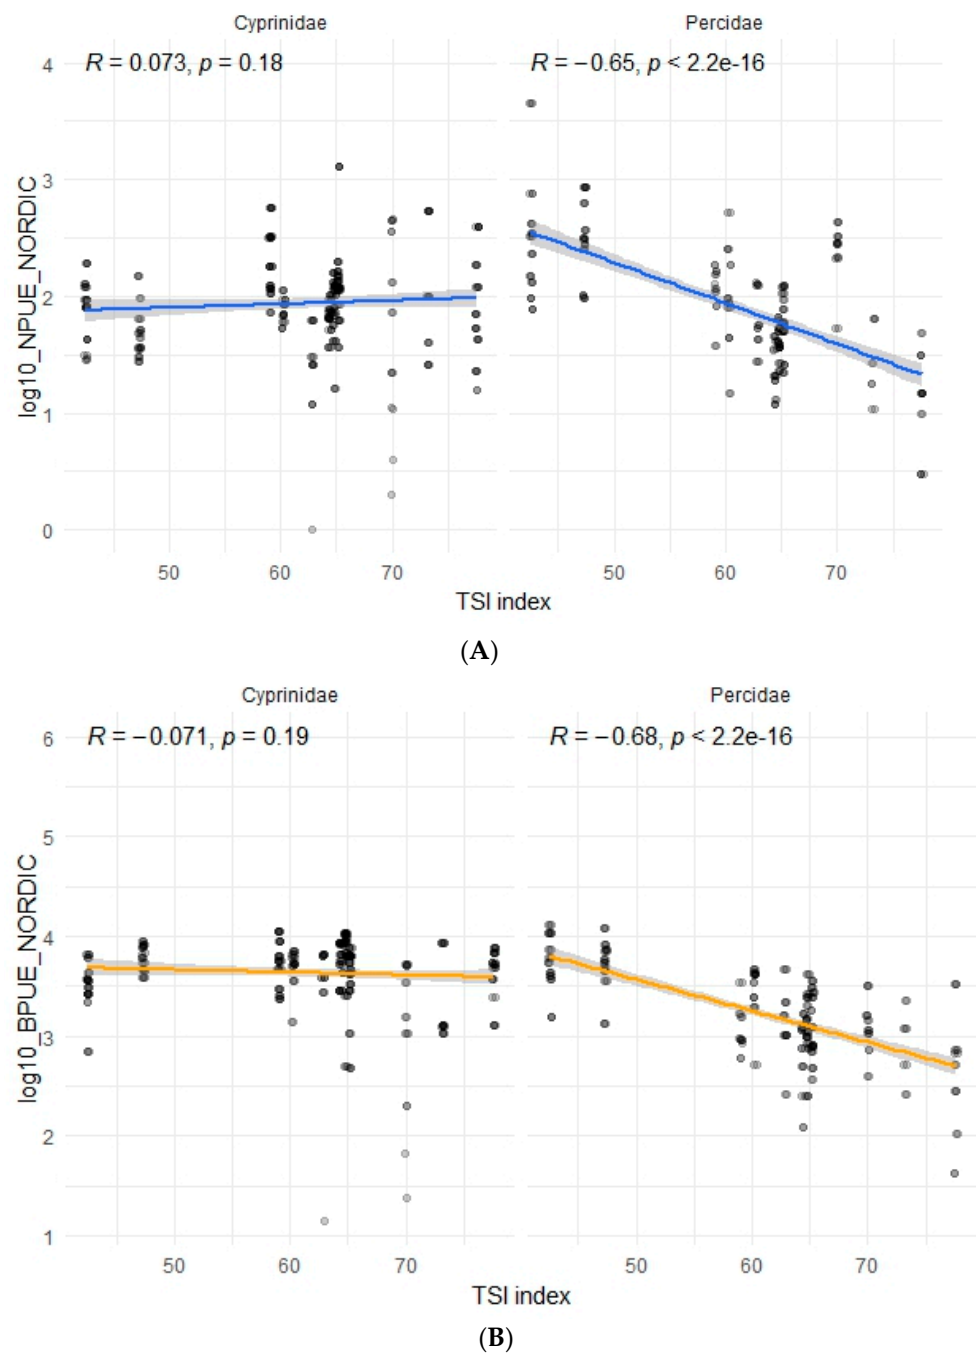 Cyprinidae Percidae
R = 0.073, p = 0.18 R = −0.65, p < 2.2e-16
4
3
2
1
0
log10_NPUE_NORDIC
50 60 70 50 60 70
TSI index
(A)
Cyprinidae Percidae
R = −0.071, p = 0.19 R = −0.68, p < 2.2e-16
6
5
4
3
2
1
log10_BPUE_NORDIC
50 60 70 50 60 70
TSI index
(B)